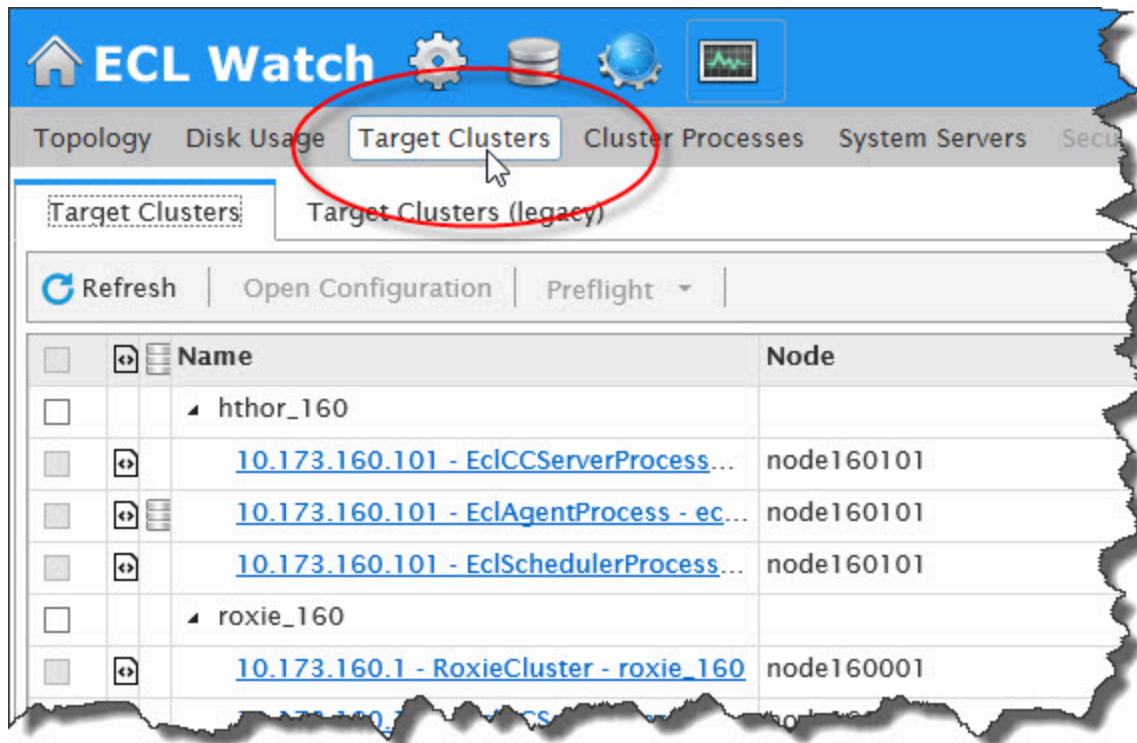 ECL Watch
Topology Disk Usage Target Clusters Cluster Processes System Servers Secu
Target Clusters Target Clusters (legacy)
Refresh Open Configuration Preflight
Name Node
hthor_160
10.173.160.101 - EclCCServerProcess... node160101
10.173.160.101 - EclAgentProcess - ec... node160101
10.173.160.101 - EclSchedulerProcess... node160101
roxie_160
10.173.160.1 - RoxieCluster - roxie_160 node160001